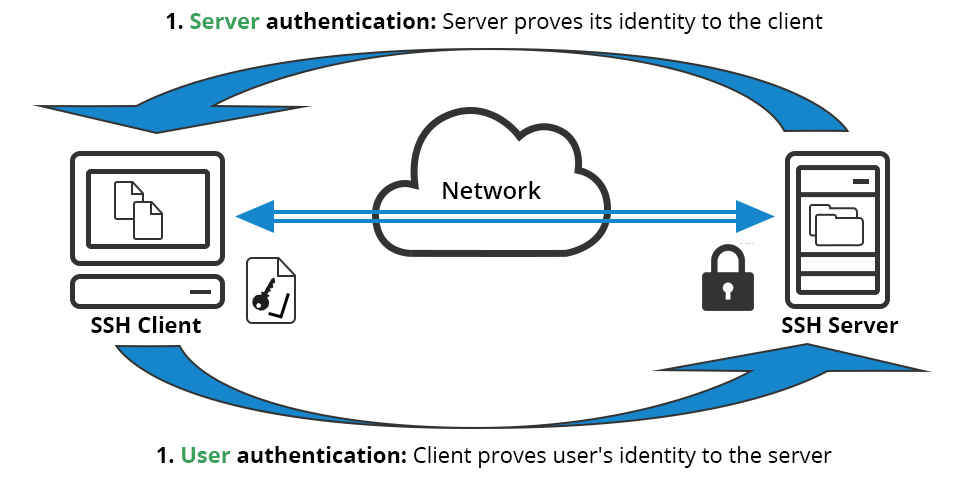 1. Server authentication: Server proves its identity to the client
Network
SSH Client
SSH Server
1. User authentication: Client proves user's identity to the server